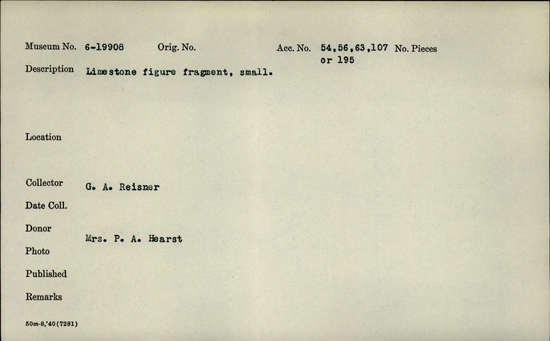 Museum No. 6-19908 Orig. No. Acc. No. 54,56,63,107 No. Pieces
or 195
Description Limestone figure fragment, small.
Location
Collector G. A. Reisner
Date Coll.
Donor Mrs. P. A. Hearst
Photo
Published
Remarks
50m-8,'40(7281)